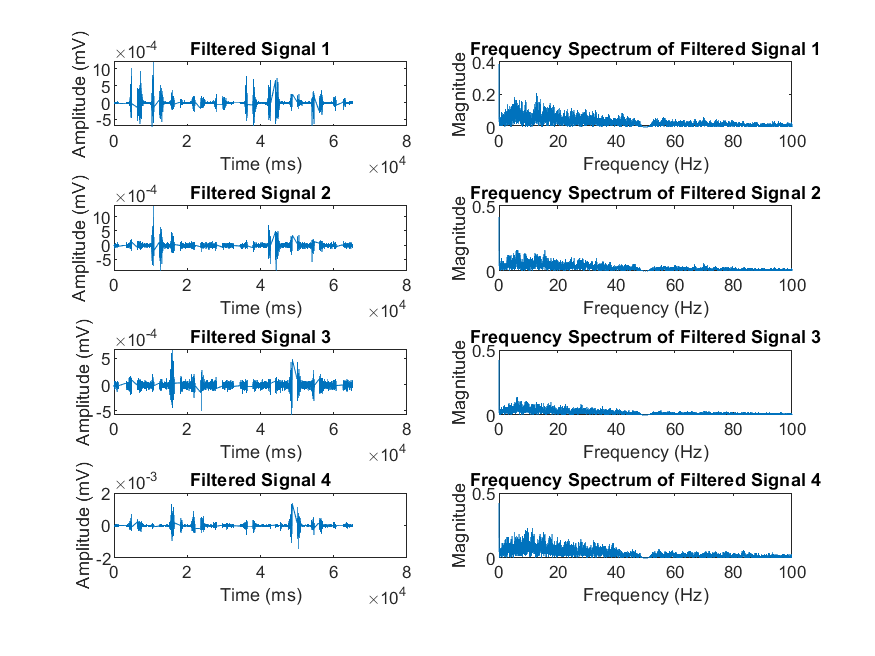 Filtered Signal 1
×10-4
Amplitude (mV)
10
5
0
-5
0 2 4 6 8
Time (ms)
×104
Frequency Spectrum of Filtered Signal 1
Magnitude
0.4
0.2
0
0 20 40 60 80 100
Frequency (Hz)
Filtered Signal 2
×10-4
Amplitude (mV)
10
5
0
-5
0 2 4 6 8
Time (ms)
×104
Frequency Spectrum of Filtered Signal 2
Magnitude
0.5
0
0 20 40 60 80 100
Frequency (Hz)
Filtered Signal 3
×10-4
Amplitude (mV)
5
0
-5
0 2 4 6 8
Time (ms)
×104
Frequency Spectrum of Filtered Signal 3
Magnitude
0.5
0
0 20 40 60 80 100
Frequency (Hz)
Filtered Signal 4
×10-3
Amplitude (mV)
2
0
-2
0 2 4 6 8
Time (ms)
×104
Frequency Spectrum of Filtered Signal 4
Magnitude
0.5
0
0 20 40 60 80 100
Frequency (Hz)